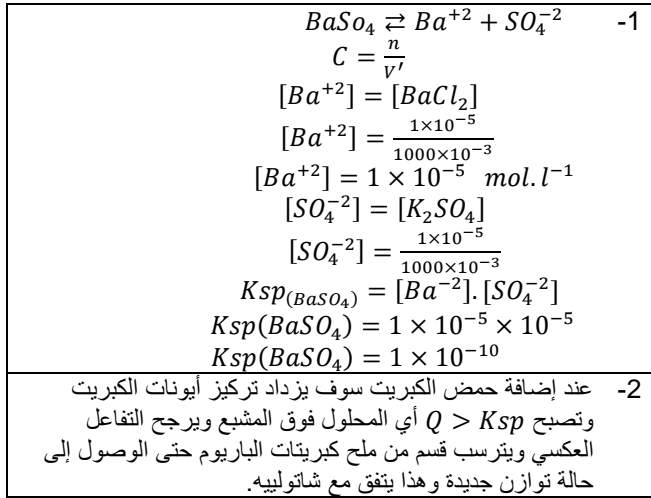 -1 BaSo₄ ⇄ Ba⁺² + SO₄⁻²
C = n/V′
[Ba⁺²] = [BaCl₂]
[Ba⁺²] = 1×10⁻⁵/1000×10⁻³
[Ba⁺²] = 1 × 10⁻⁵ mol.l⁻¹
[SO₄⁻²] = [K₂SO₄]
[SO₄⁻²] = 1×10⁻⁵/1000×10⁻³
Ksp₍BaSO₄₎ = [Ba⁻²].[SO₄⁻²]
Ksp(BaSO₄) = 1 × 10⁻⁵ × 10⁻⁵
Ksp(BaSO₄) = 1 × 10⁻¹⁰
-2 عند إضافة حمض الكبريت سوف يزداد تركيز أيونات الكبريت
وتصبح Q > Ksp أي المحلول فوق المشبع ويرجح التفاعل
العكسي ويترسب قسم من ملح كبريتات الباريوم حتى الوصول إلى
حالة توازن جديدة وهذا يتفق مع شاتولييه.